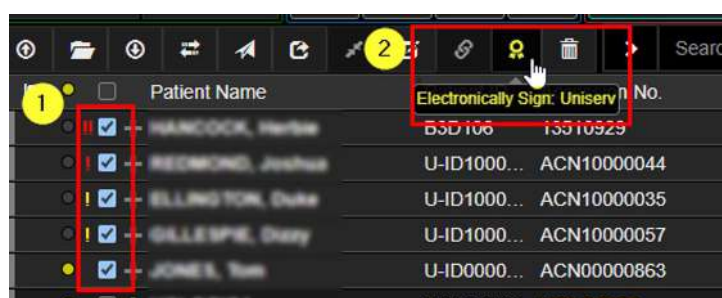 2
Searc
1
Patient Name
n No.
Electronically Sign: Uniserv
!! B3D106 13510929
! U-ID1000... ACN10000044
! U-ID1000... ACN10000035
! U-ID1000... ACN10000057
U-ID0000... ACN00000863